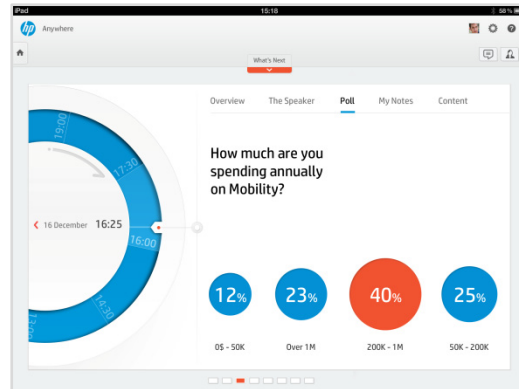 iPad 15:18 58 %
hp Anywhere
What's Next
Overview The Speaker Poll My Notes Content
How much are you
spending annually
on Mobility?
19:00
17:30
16 December 16:25
16:00
14:30
13:00
12% 23% 40% 25%
0$ - 50K Over 1M 200K - 1M 50K - 200K